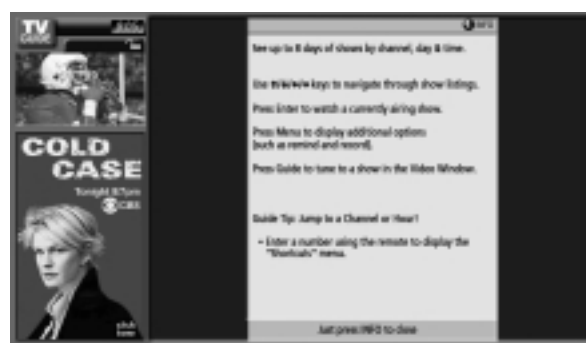 TV
GUIDE
INFO
See up to 8 days of shows by channel, day & time.
Use keys to navigate through show listings.
Press Enter to watch a currently airing show.
Press Menu to display additional options
(such as remind and record).
Press Guide to tune to a show in the Video Window.
Guide Tip: Jump to a Channel or Hour!
- Enter a number using the remote to display the
"Shortcuts" menu.
Just press INFO to close
COLD
CASE
Tonight 8/7pm
CBS